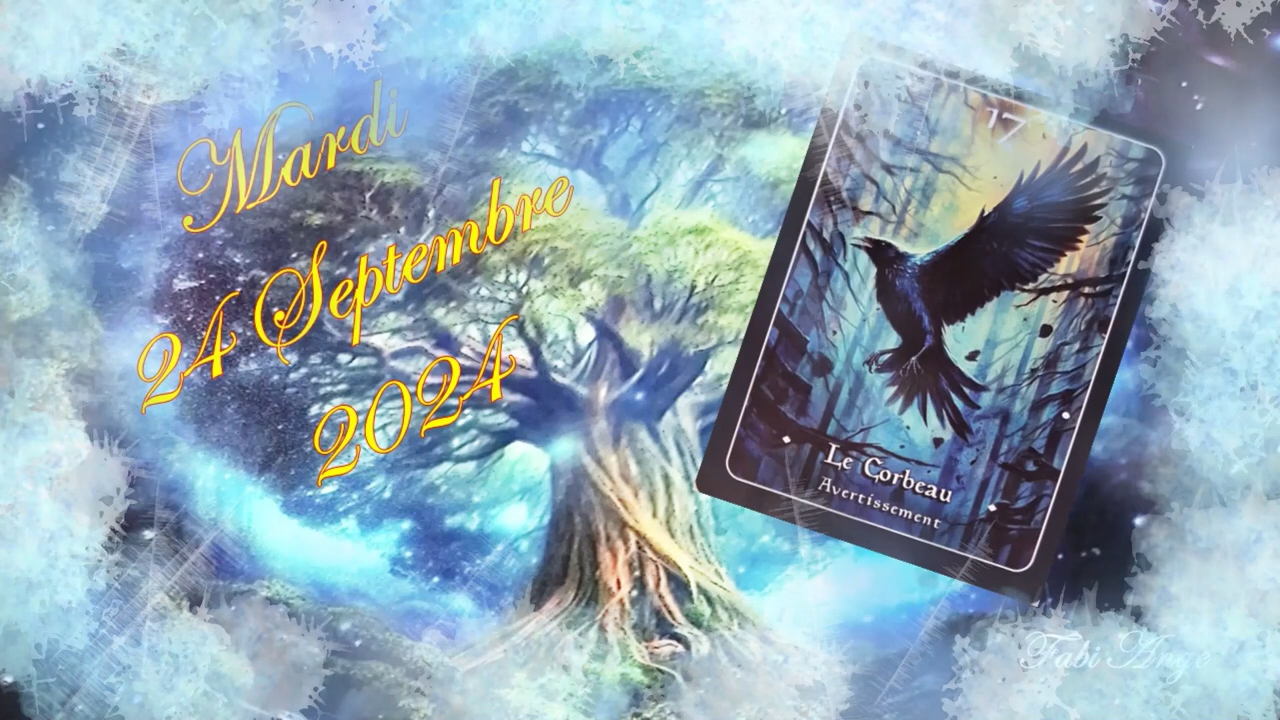 Mardi
24 Septembre
2024
17
Le Corbeau
Avertissement
Fabi Ange